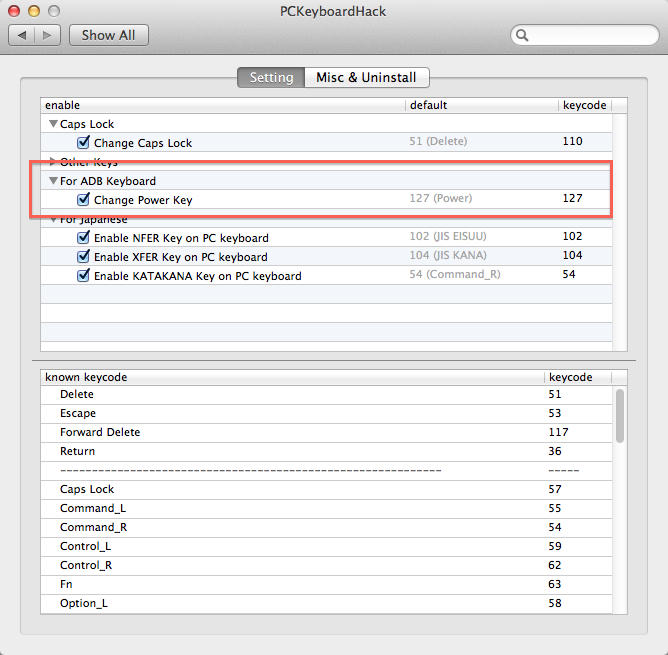 PCKeyboardHack
Show All
Setting Misc & Uninstall
enable default keycode
Caps Lock
Change Caps Lock 51 (Delete) 110
Other Keys
For ADB Keyboard
Change Power Key 127 (Power) 127
For Japanese
Enable NFER Key on PC keyboard 102 (JIS EISUU) 102
Enable XFER Key on PC keyboard 104 (JIS KANA) 104
Enable KATAKANA Key on PC keyboard 54 (Command_R) 54
known keycode keycode
Delete 51
Escape 53
Forward Delete 117
Return 36
------------------------------------------------------- -----
Caps Lock 57
Command_L 55
Command_R 54
Control_L 59
Control_R 62
Fn 63
Option_L 58